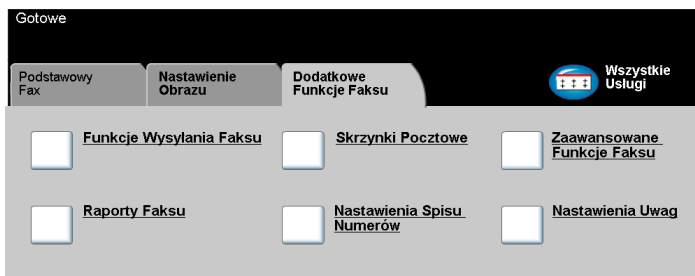 Gotowe
Podstawowy
Fax
Nastawienie
Obrazu
Dodatkowe
Funkcje Faksu
Wszystkie
Usługi
Funkcje Wysyłania Faksu
Skrzynki Pocztowe
Zaawansowane
Funkcje Faksu
Raporty Faksu
Nastawienia Spisu
Numerów
Nastawienia Uwag